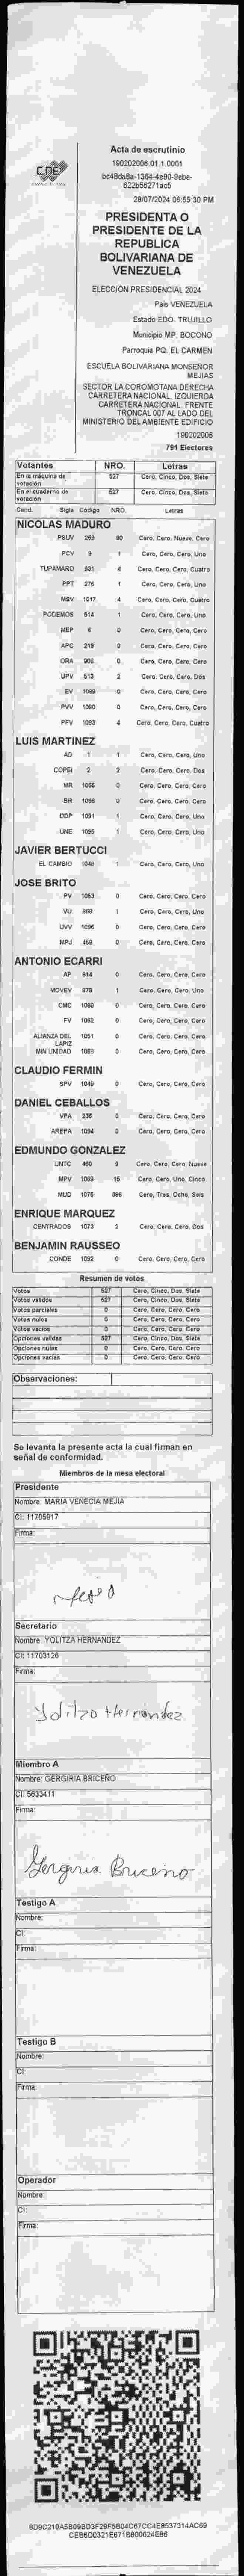 CNE
Acta de escrutinio
190202006.01.1.0001
bc48da8a-1364-4e90-9ebe-
622b56271ac5
28/07/2024 06:55:30 PM
PRESIDENTA O
PRESIDENTE DE LA
REPUBLICA
BOLIVARIANA DE
VENEZUELA
ELECCIÓN PRESIDENCIAL 2024
Pais VENEZUELA
Estado EDO. TRUJILLO
Municipio MP. BOCONO
Parroquia PQ. EL CARMEN
ESCUELA BOLIVARIANA MONSENOR
MEJIAS
SECTOR LA COROMOTANA DERECHA
CARRETERA NACIONAL. IZQUIERDA
CARRETERA NACIONAL. FRENTE
TRONCAL 007 AL LADO DEL
MINISTERIO DEL AMBIENTE EDIFICIO
190202006
791 Electores
Votantes NRO. Letras
En la máquina de votación 527 Cero, Cinco, Dos, Siete
En el cuaderno de votación 527 Cero, Cinco, Dos, Siete
Cand. Sigla Codigo NRO. Letras
NICOLAS MADURO
PSUV 269 90 Cero, Cero, Nueve, Cero
PCV 9 1 Cero, Cero, Cero, Uno
TUPAMARO 931 4 Cero, Cero, Cero, Cuatro
PPT 275 1 Cero, Cero, Cero, Uno
MSV 1017 4 Cero, Cero, Cero, Cuatro
PODEMOS 514 1 Cero, Cero, Cero, Uno
MEP 6 0 Cero, Cero, Cero, Cero
APC 219 0 Cero, Cero, Cero, Cero
ORA 906 0 Cero, Cero, Cero, Cero
UPV 513 2 Cero, Cero, Cero, Dos
EV 1089 0 Cero, Cero, Cero, Cero
PVV 1090 0 Cero, Cero, Cero, Cero
PFV 1093 4 Cero, Cero, Cero, Cuatro
LUIS MARTINEZ
AD 1 1 Cero, Cero, Cero, Uno
COPEI 2 2 Cero, Cero, Cero, Dos
MR 1055 0 Cero, Cero, Cero, Cero
BR 1066 0 Cero, Cero, Cero, Cero
DDP 1091 1 Cero, Cero, Cero, Uno
UNE 1095 1 Cero, Cero, Cero, Uno
JAVIER BERTUCCI
EL CAMBIO 1048 1 Cero, Cero, Cero, Uno
JOSE BRITO
PV 1053 0 Cero, Cero, Cero, Cero
VU 868 1 Cero, Cero, Cero, Uno
UVV 1096 0 Cero, Cero, Cero, Cero
MPJ 459 0 Cero, Cero, Cero, Cero
ANTONIO ECARRI
AP 814 0 Cero, Cero, Cero, Cero
MOVEV 978 1 Cero, Cero, Cero, Uno
CMC 1050 0 Cero, Cero, Cero, Cero
FV 1062 0 Cero, Cero, Cero, Cero
ALIANZA DEL LAPIZ 1051 0 Cero, Cero, Cero, Cero
MIN UNIDAD 1068 0 Cero, Cero, Cero, Cero
CLAUDIO FERMIN
SPV 1049 0 Cero, Cero, Cero, Cero
DANIEL CEBALLOS
VPA 235 0 Cero, Cero, Cero, Cero
AREPA 1094 0 Cero, Cero, Cero, Cero
EDMUNDO GONZALEZ
UNTC 460 9 Cero, Cero, Cero, Nueve
MPV 1069 15 Cero, Cero, Uno, Cinco
MUD 1076 386 Cero, Tres, Ocho, Seis
ENRIQUE MARQUEZ
CENTRADOS 1073 2 Cero, Cero, Cero, Dos
BENJAMIN RAUSSEO
CONDE 1092 0 Cero, Cero, Cero, Cero
Resumen de votos
Votos 527 Cero, Cinco, Dos, Siete
Votos validos 527 Cero, Cinco, Dos, Siete
Votos parciales 0 Cero, Cero, Cero, Cero
Votos nulos 0 Cero, Cero, Cero, Cero
Votos vacios 0 Cero, Cero, Cero, Cero
Opciones validas 527 Cero, Cinco, Dos, Siete
Opciones nulas 0 Cero, Cero, Cero, Cero
Opciones vacias 0 Cero, Cero, Cero, Cero
Observaciones:
Se levanta la presente acta la cual firman en
señal de conformidad.
Miembros de la mesa electoral
Presidente
Nombre: MARIA VENECIA MEJIA
CI: 11705917
Firma:
Secretario
Nombre: YOLITZA HERNANDEZ
CI: 11703126
Firma:
Yolitza Hernández
Miembro A
Nombre: GERGIRIA BRICEÑO
CI: 5633411
Firma:
Gergiria Briceño
Testigo A
Nombre:
CI:
Firma:
Testigo B
Nombre:
CI:
Firma:
Operador
Nombre:
CI:
Firma:
8D9C210A5B09BD3F29F5B04C67CC4E9537314AC69
CEB6D0321E671B800624EB6